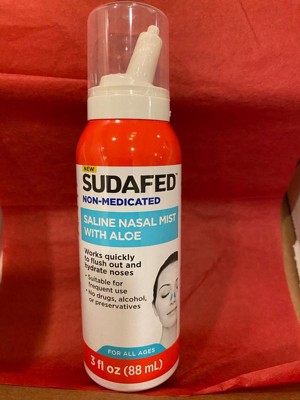 NEW
SUDAFED™
NON-MEDICATED
SALINE NASAL MIST
WITH ALOE
Works quickly
to flush out and
hydrate noses
• Suitable for
frequent use
• No drugs, alcohol,
or preservatives
FOR ALL AGES
3 fl oz (88 mL)